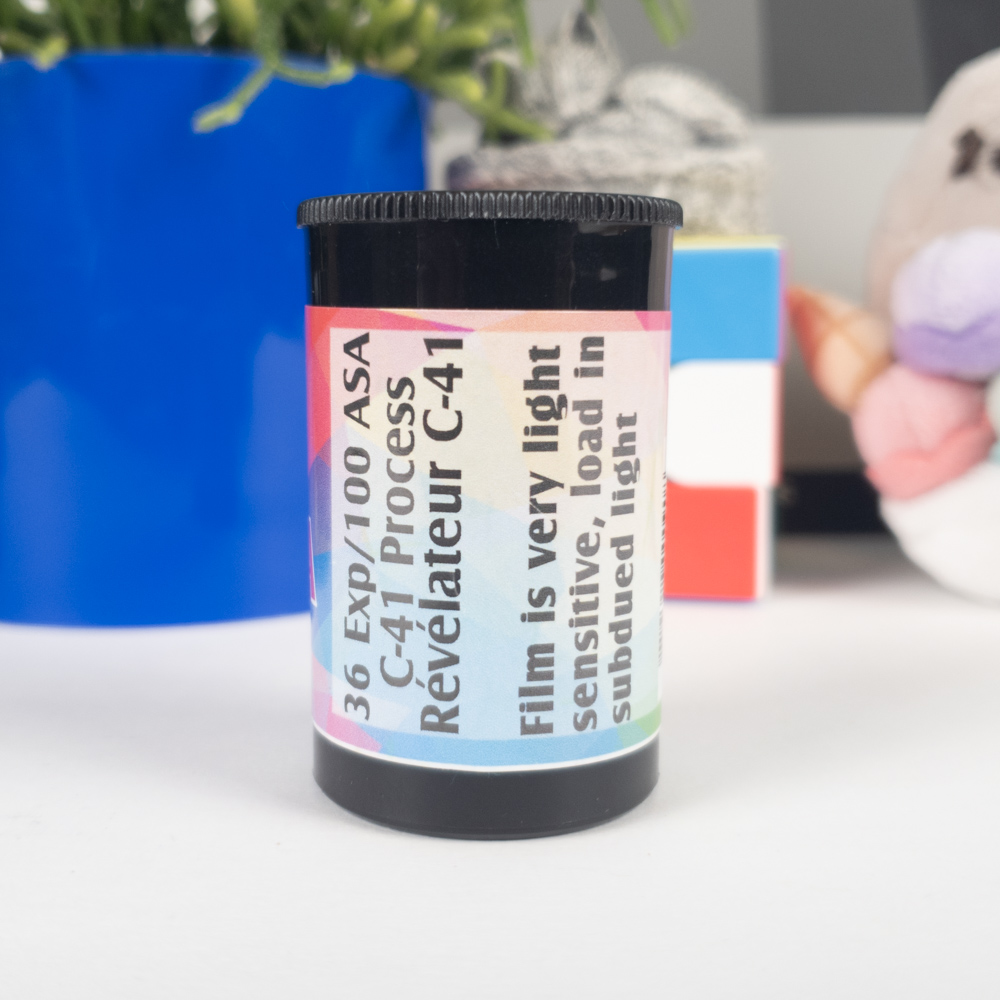 36 Exp/100 ASA
C-41 Process
Révélateur C-41
Film is very light
sensitive, load in
subdued light